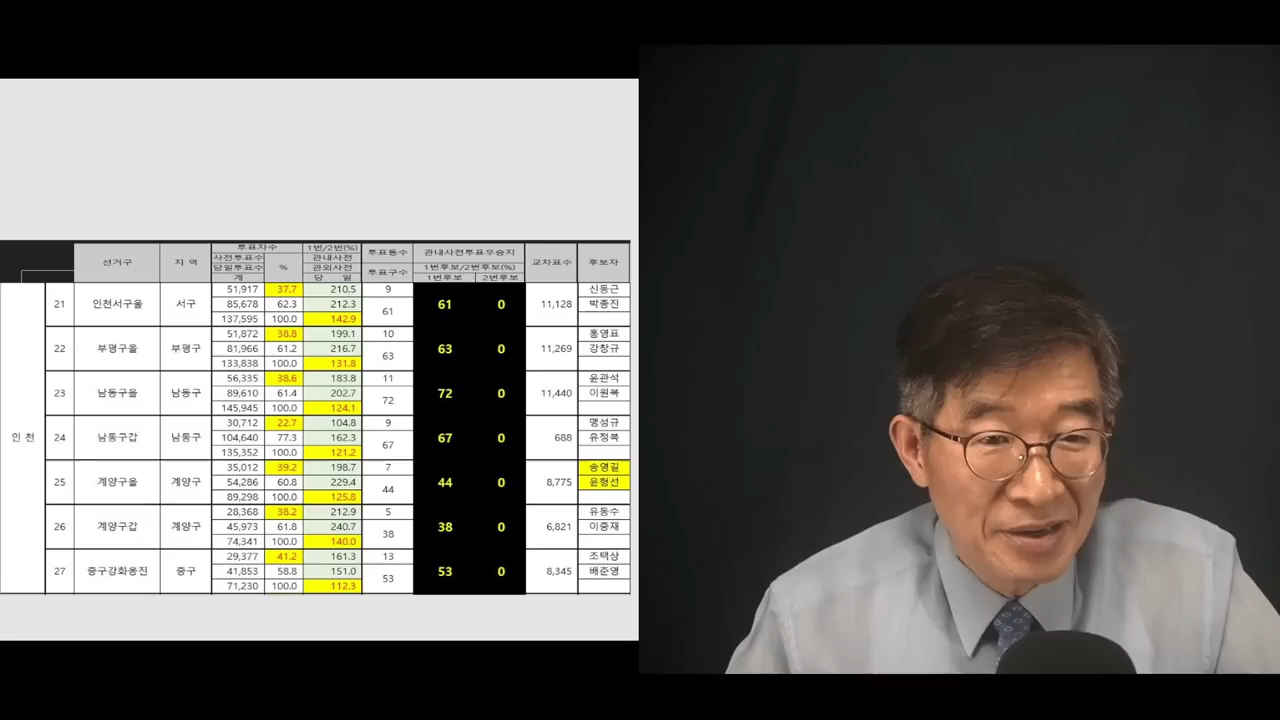 선거구 지 역 투표자수 1번/2번(%) 투표통수 관내사전투표우승지 교차표수 후보자
사전투표수 % 관내사전
당일투표수 관외사전 투표구수 1번후보/2번후보(%)
계 당 일 1번후보 2번후보
인 천
21 인천서구을 서구 51,917 37.7 210.5 9 61 0 11,128 신동근
85,678 62.3 212.3 61 박종진
137,595 100.0 142.9
22 부평구을 부평구 51,872 38.8 199.1 10 63 0 11,269 홍영표
81,966 61.2 216.7 63 강창규
133,838 100.0 131.8
23 남동구을 남동구 56,335 38.6 183.8 11 72 0 11,440 윤관석
89,610 61.4 202.7 72 이원복
145,945 100.0 124.1
24 남동구갑 남동구 30,712 22.7 104.8 9 67 0 688 맹성규
104,640 77.3 162.3 67 유정복
135,352 100.0 121.2
25 계양구을 계양구 35,012 39.2 198.7 7 44 0 8,775 송영길
54,286 60.8 229.4 44 윤형선
89,298 100.0 125.8
26 계양구갑 계양구 28,368 38.2 212.9 5 38 0 6,821 유동수
45,973 61.8 240.7 38 이중재
74,341 100.0 140.0
27 중구강화옹진 중구 29,377 41.2 161.3 13 53 0 8,345 조택상
41,853 58.8 151.0 53 배준영
71,230 100.0 112.3